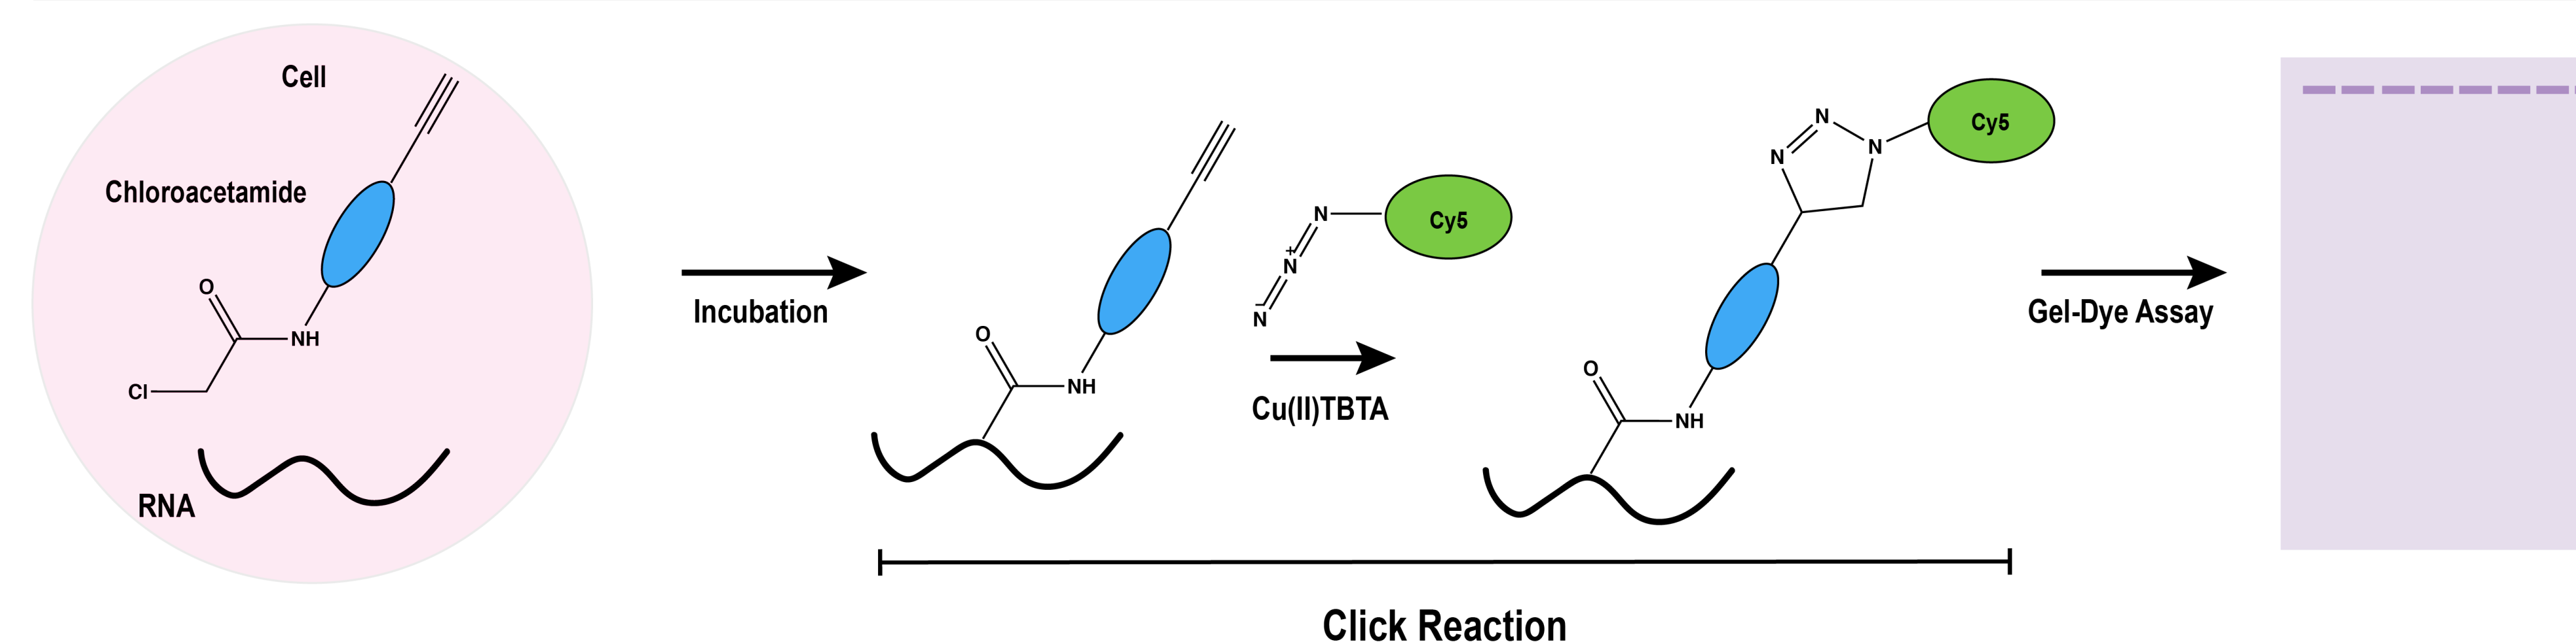 Cell
Chloroacetamide
O
NH
Cl
RNA
Incubation
O
NH
N
+
N
–
N
Cy5
Cu(II)TBTA
N
N
N
Cy5
O
NH
Click Reaction
Gel-Dye Assay